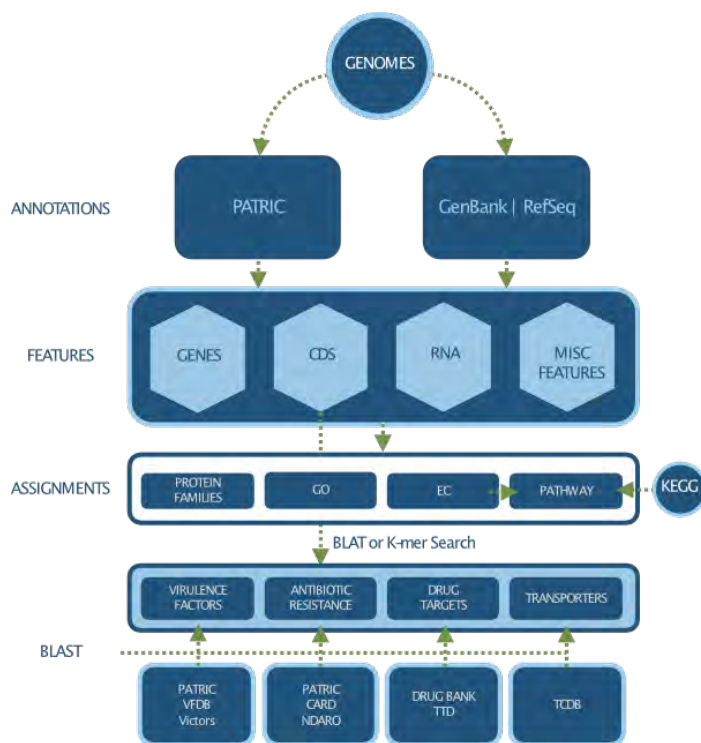 GENOMES
ANNOTATIONS
PATRIC
GenBank | RefSeq
FEATURES
GENES
CDS
RNA
MISC
FEATURES
ASSIGNMENTS
PROTEIN
FAMILIES
GO
EC
PATHWAY
KEGG
BLAT or K-mer Search
VIRULENCE
FACTORS
ANTIBIOTIC
RESISTANCE
DRUG
TARGETS
TRANSPORTERS
BLAST
PATRIC
VFDB
Victors
PATRIC
CARD
NDARO
DRUG BANK
TTD
TCDB